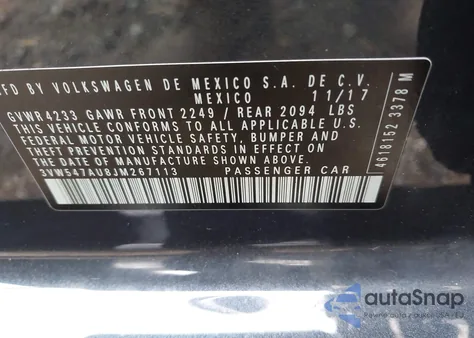 MFD BY VOLKSWAGEN DE MEXICO S.A. DE C.V.
MEXICO 11/17
GVWR 4233 GAWR FRONT 2249 / REAR 2094 LBS
THIS VEHICLE CONFORMS TO ALL APPLICABLE U.S.
FEDERAL MOTOR VEHICLE SAFETY, BUMPER AND
THEFT PREVENTION STANDARDS IN EFFECT ON
THE DATE OF MANUFACTURE SHOWN ABOVE
3VW547AU8JM267113 PASSENGER CAR
4618152 3378 M
autoSnap